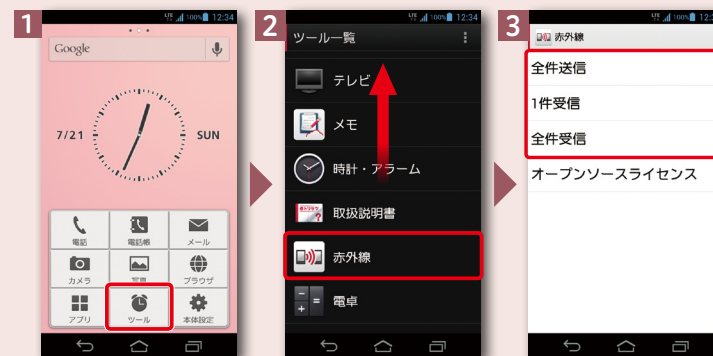 1
LTE 100% 12:34
Google
7/21 SUN
電話 電話帳 メール
カメラ 写真 ブラウザ
アプリ ツール 本体設定
2
LTE 100% 12:34
ツール一覧
テレビ
メモ
時計・アラーム
取扱説明書
赤外線
電卓
3
LTE 100% 12:3
赤外線
全件送信
1件受信
全件受信
オープンソースライセンス